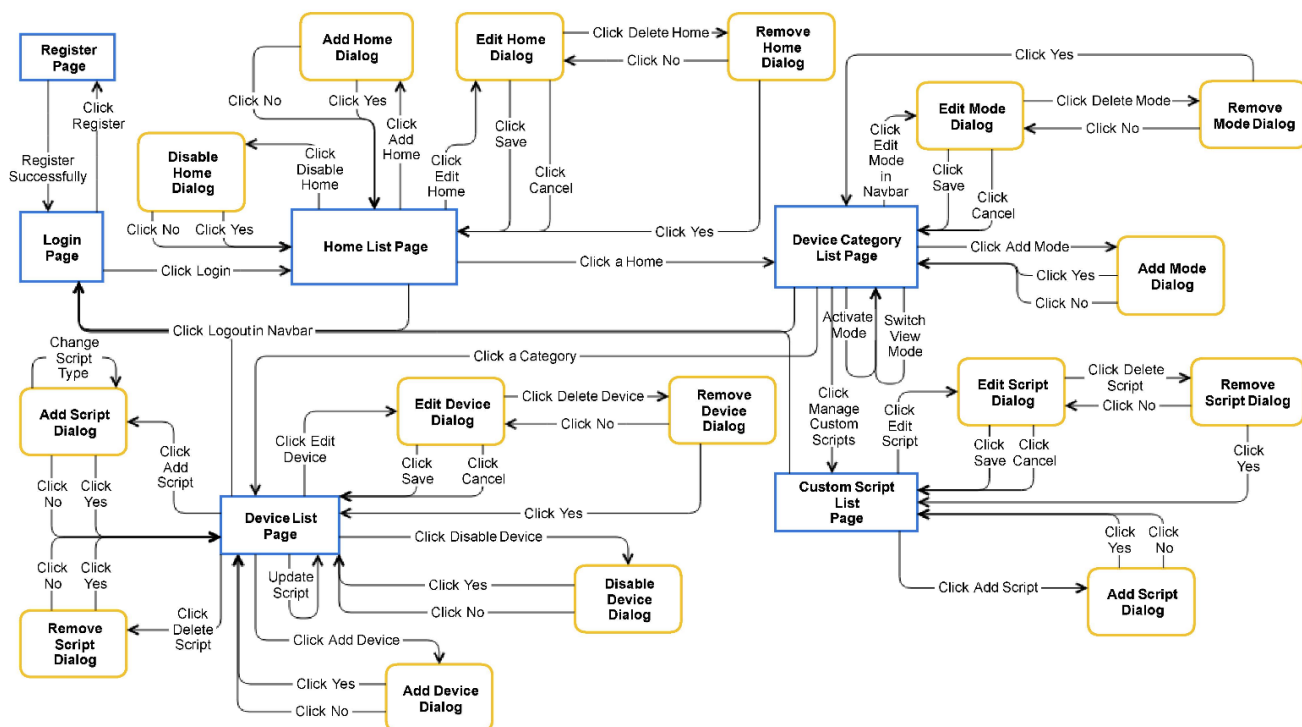 Register
Page
Click
Register
Register
Successfully
Login
Page
Add Home
Dialog
Click No
Click Yes
Click
Add
Home
Edit Home
Dialog
Click Delete Home
Click No
Remove
Home
Dialog
Click
Save
Click
Cancel
Click
Edit
Home
Disable
Home
Dialog
Click
Disable
Home
Click No
Click Yes
Home List Page
Click Login
Click Yes
Click a Home
Click Logout in Navbar
Click Yes
Edit Mode
Dialog
Click Delete Mode
Click No
Remove
Mode Dialog
Click
Edit
Mode
in
Navbar
Click
Save
Click
Cancel
Device Category
List Page
Click Add Mode
Click Yes
Click No
Add Mode
Dialog
Activate
Mode
Switch
View
Mode
Click a Category
Click
Manage
Custom
Scripts
Change
Script
Type
Add Script
Dialog
Click
Add
Script
Click
No
Click
Yes
Click
No
Click
Yes
Remove
Script
Dialog
Click
Delete
Script
Click Edit
Device
Edit Device
Dialog
Click Delete Device
Click No
Remove
Device
Dialog
Click
Save
Click
Cancel
Click Yes
Device List
Page
Update
Script
Click Disable Device
Click Yes
Click No
Disable
Device
Dialog
Click Add Device
Click Yes
Click No
Add Device
Dialog
Click
Edit
Script
Edit Script
Dialog
Click Delete
Script
Click No
Remove
Script Dialog
Click
Save
Click
Cancel
Click
Yes
Custom Script
List
Page
Click
Yes
Click
No
Click Add Script
Add Script
Dialog